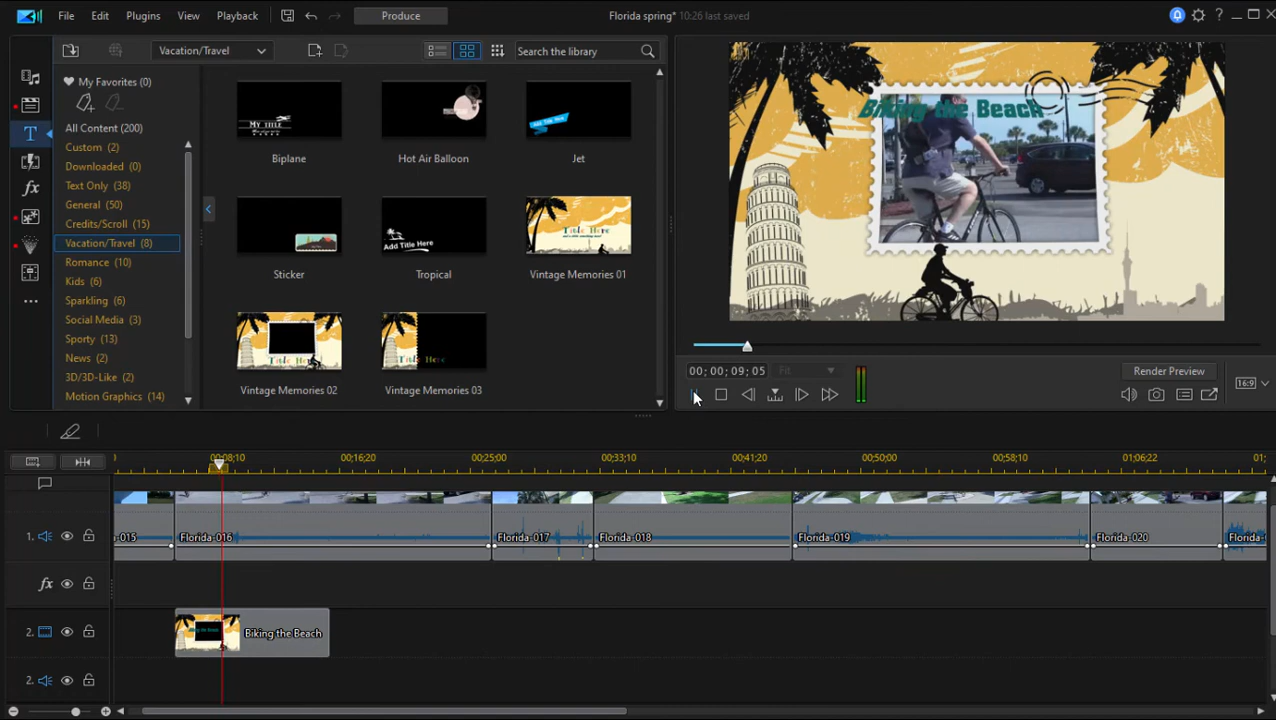 File Edit Plugins View Playback Produce Florida spring* 10:26 last saved
Vacation/Travel Search the library
My Favorites (0)
All Content (200)
Custom (2)
Downloaded (0)
Text Only (38)
General (50)
Credits/Scroll (15)
Vacation/Travel (8)
Romance (10)
Kids (6)
Sparkling (6)
Social Media (3)
Sporty (13)
News (2)
3D/3D-Like (2)
Motion Graphics (14)
MY TITLE
Add Title Here
Biplane Hot Air Balloon Jet
Add Title Here
Title Here
Sticker Tropical Vintage Memories 01
Title Here
Title Here
Vintage Memories 02 Vintage Memories 03
Biking the Beach
00; 00; 09; 05 Fit Render Preview
16:9
00;08;10 00;16;20 00;25;00 00;33;10 00;41;20 00;50;00 00;58;10 01;06;22
1. -015 Florida-016 Florida-017 Florida-018 Florida-019 Florida-020
fx
2. Biking the Beach
2.